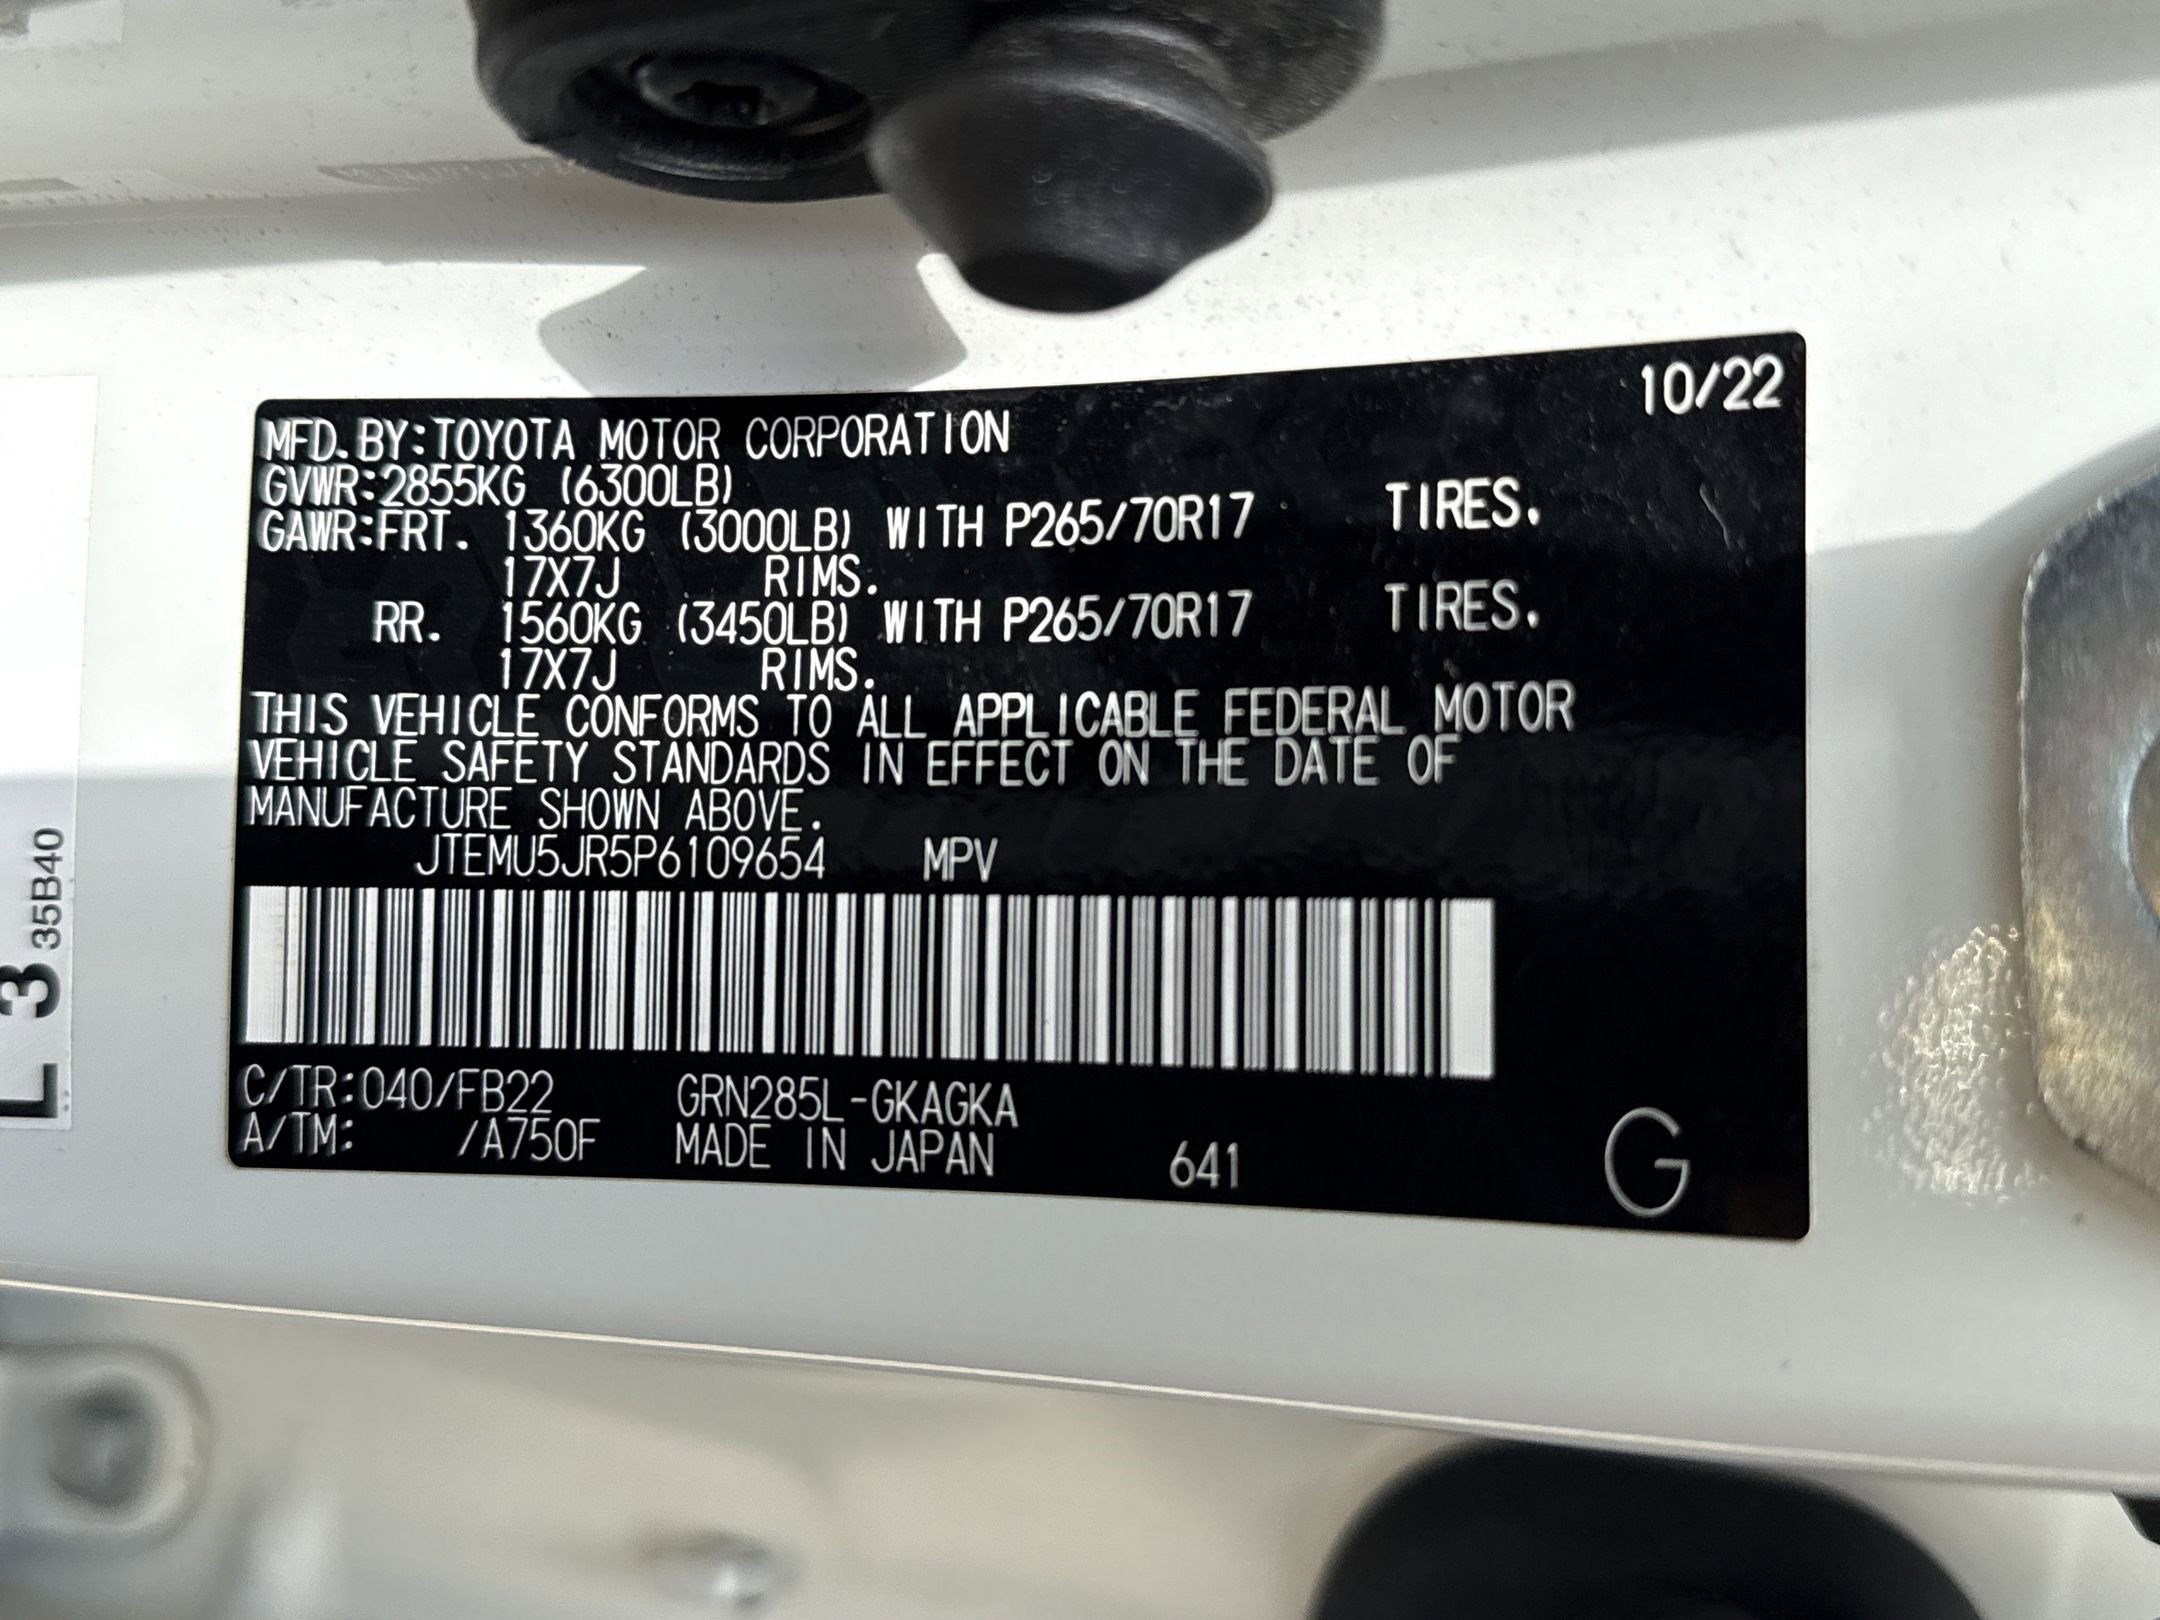 10/22
MFD.BY:TOYOTA MOTOR CORPORATION
GVWR:2855KG (6300LB)
GAWR:FRT. 1360KG (3000LB) WITH P265/70R17 TIRES.
17X7J RIMS.
RR. 1560KG (3450LB) WITH P265/70R17 TIRES.
17X7J RIMS.
THIS VEHICLE CONFORMS TO ALL APPLICABLE FEDERAL MOTOR
VEHICLE SAFETY STANDARDS IN EFFECT ON THE DATE OF
MANUFACTURE SHOWN ABOVE.
JTEMU5JR5P6109654 MPV
C/TR:040/FB22 GRN285L-GKAGKA
A/TM: /A750F MADE IN JAPAN 641 G
L 3 35B40